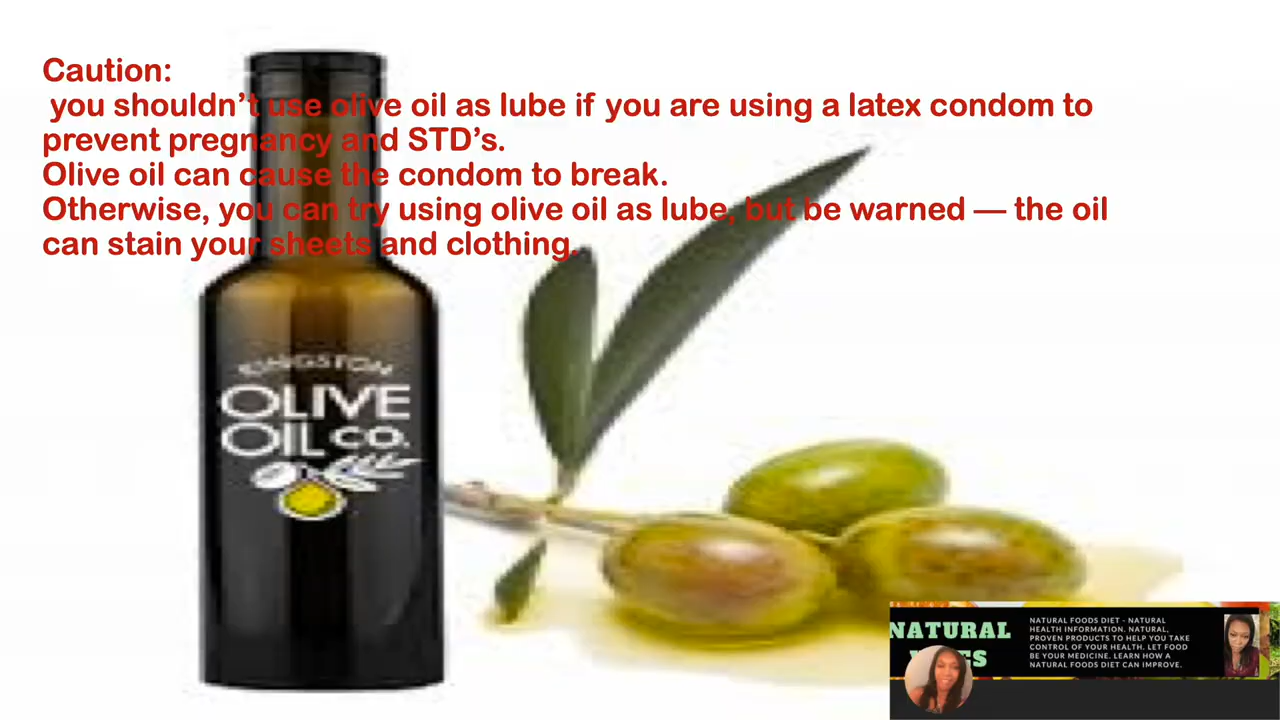 Caution:
you shouldn't use olive oil as lube if you are using a latex condom to
prevent pregnancy and STD's.
Olive oil can cause the condom to break.
Otherwise, you can try using olive oil as lube, but be warned — the oil
can stain your sheets and clothing.
KINGSTON
OLIVE
OIL CO.
NATURAL
NATURAL FOODS DIET - NATURAL
HEALTH INFORMATION. NATURAL,
PROVEN PRODUCTS TO HELP YOU TAKE
CONTROL OF YOUR HEALTH. LET FOOD
BE YOUR MEDICINE. LEARN HOW A
NATURAL FOODS DIET CAN IMPROVE.